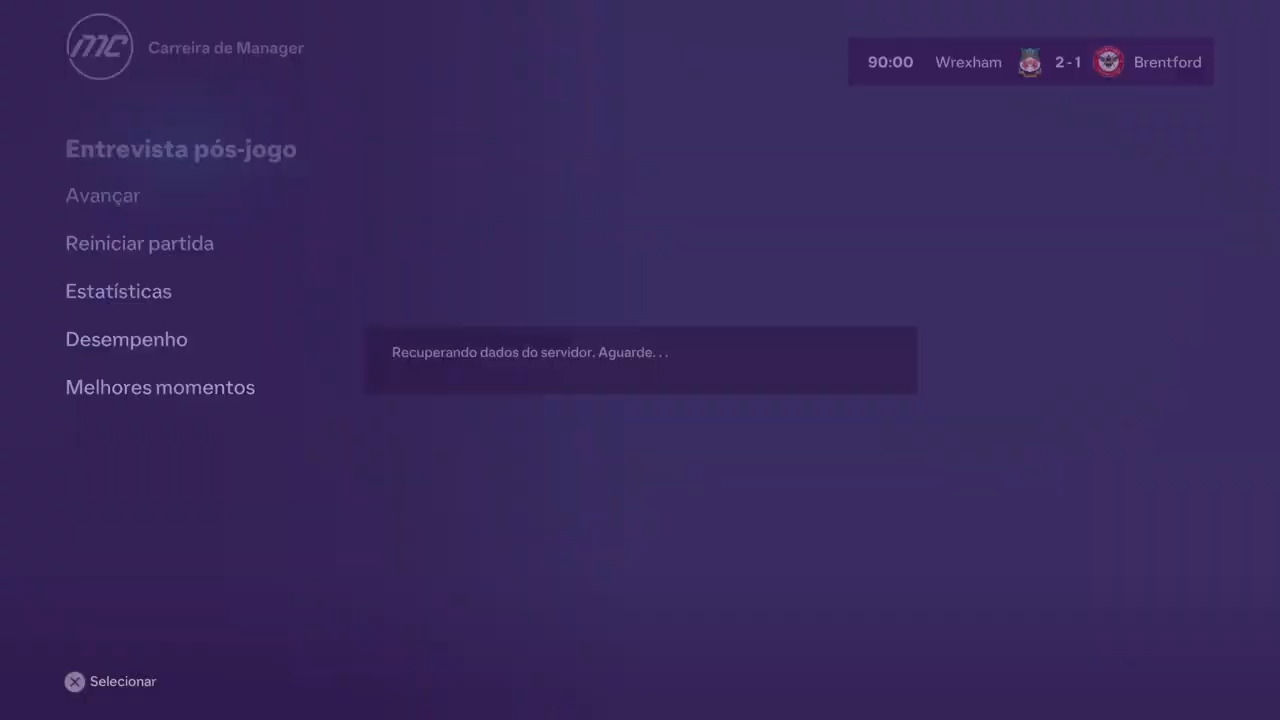 MC Carreira de Manager
90:00 Wrexham 2 - 1 Brentford
Entrevista pós-jogo
Avançar
Reiniciar partida
Estatísticas
Desempenho
Melhores momentos
Recuperando dados do servidor. Aguarde. . .
Selecionar